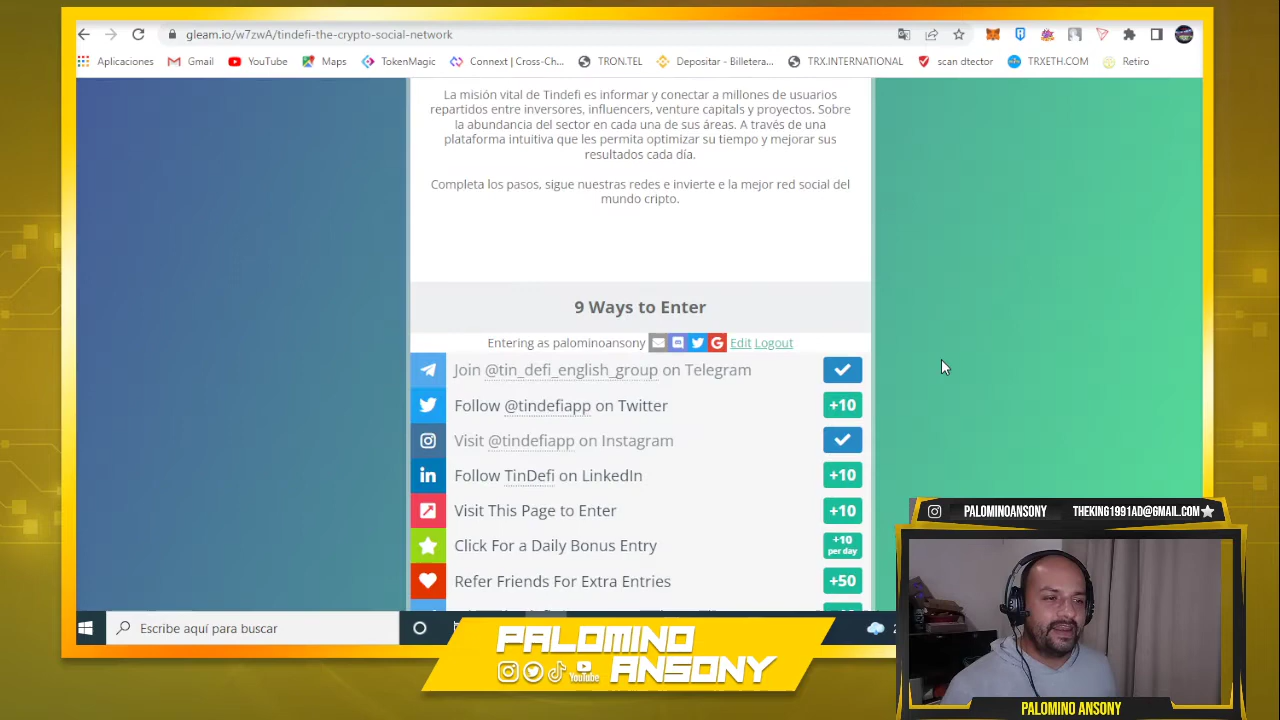 gleam.io/w7zwA/tindefi-the-crypto-social-network
Aplicaciones Gmail YouTube Maps TokenMagic Connext | Cross-Ch... TRON.TEL Depositar - Billetera... TRX.INTERNATIONAL scan dtector TRXETH.COM Retiro
La misión vital de Tindefi es informar y conectar a millones de usuarios
repartidos entre inversores, influencers, venture capitals y proyectos. Sobre
la abundancia del sector en cada una de sus áreas. A través de una
plataforma intuitiva que les permita optimizar su tiempo y mejorar sus
resultados cada día.
Completa los pasos, sigue nuestras redes e invierte e la mejor red social del
mundo cripto.
9 Ways to Enter
Entering as palominoansony Edit Logout
Join @tin_defi_english_group on Telegram
Follow @tindefiapp on Twitter +10
Visit @tindefiapp on Instagram
Follow TinDefi on LinkedIn +10
Visit This Page to Enter +10
Click For a Daily Bonus Entry +10 per day
Refer Friends For Extra Entries +50
Escribe aquí para buscar
PALOMINO
YouTube ANSONY
PALOMINOANSONY THEKING1991AD@GMAIL.COM
PALOMINO ANSONY